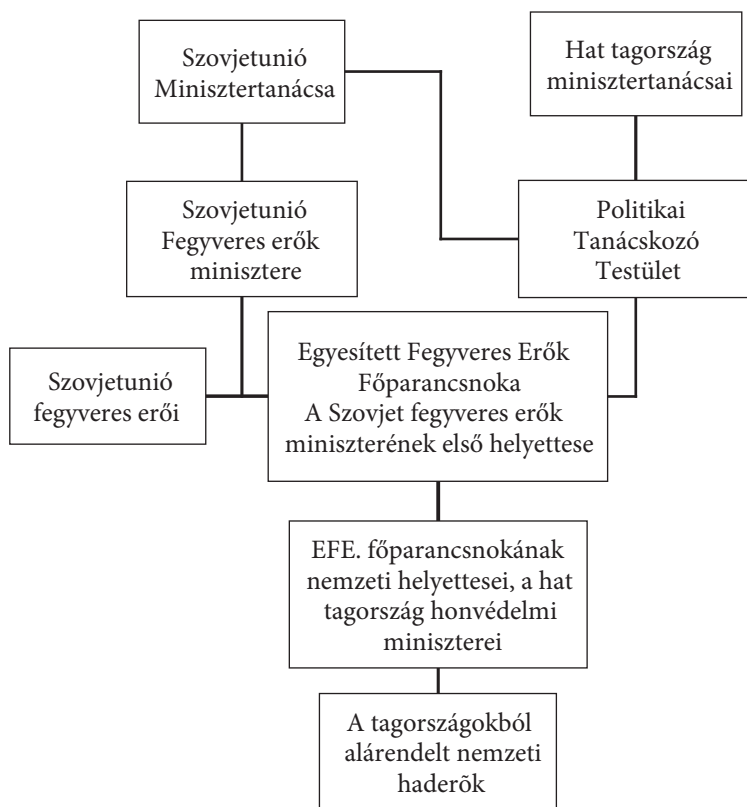 Szovjetunió
Minisztertanácsa
Hat tagország
minisztertanácsai
Szovjetunió
Fegyveres erők
minisztere
Politikai
Tanácskozó
Testület
Szovjetunió
fegyveres erői
Egyesített Fegyveres Erők
Főparancsnoka
A Szovjet fegyveres erők
miniszterének első helyettese
EFE. főparancsnokának
nemzeti helyettesei, a hat
tagország honvédelmi
miniszterei
A tagországokból
alárendelt nemzeti
haderõk